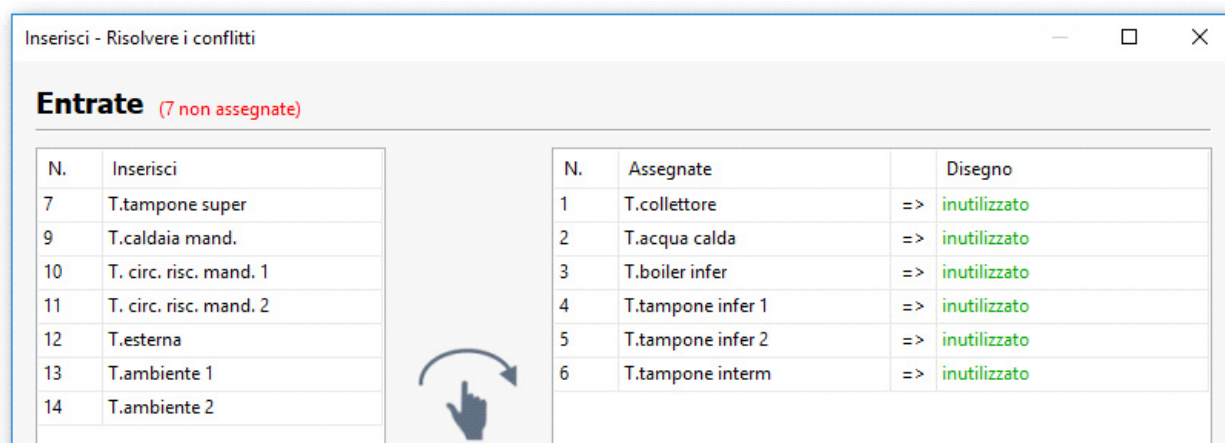 Inserisci - Risolvere i conflitti
Entrate (7 non assegnate)
N. Inserisci
7 T.tampone super
9 T.caldaia mand.
10 T. circ. risc. mand. 1
11 T. circ. risc. mand. 2
12 T.esterna
13 T.ambiente 1
14 T.ambiente 2
N. Assegnate Disegno
1 T.collettore => inutilizzato
2 T.acqua calda => inutilizzato
3 T.boiler infer => inutilizzato
4 T.tampone infer 1 => inutilizzato
5 T.tampone infer 2 => inutilizzato
6 T.tampone interm => inutilizzato